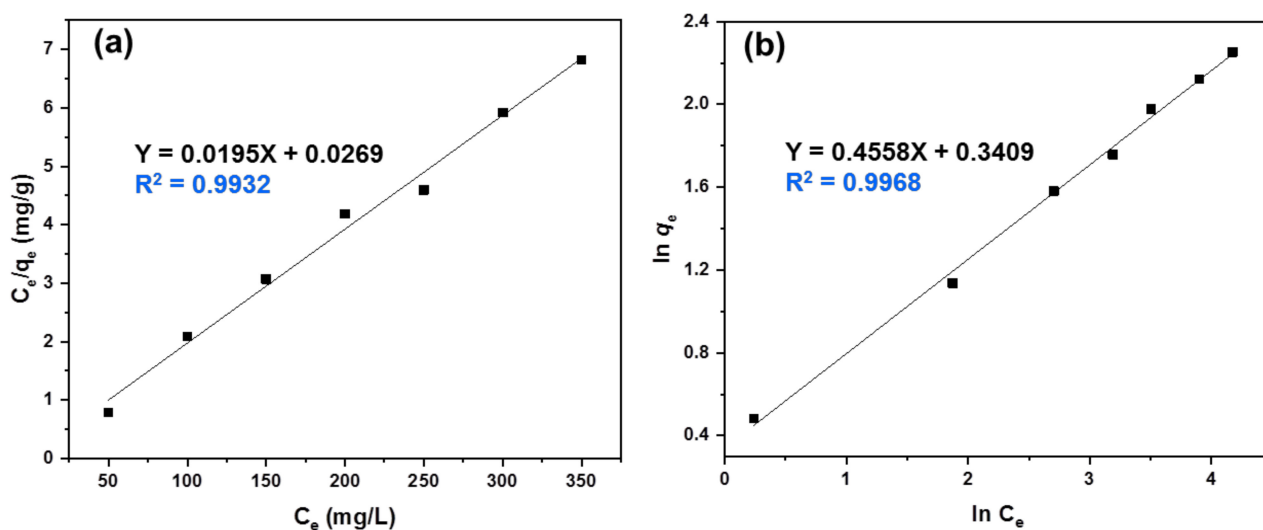 (a)
Y = 0.0195X + 0.0269
R² = 0.9932
Cₑ/qₑ (mg/g)
7
6
5
4
3
2
1
0
50 100 150 200 250 300 350
Cₑ (mg/L)
(b)
Y = 0.4558X + 0.3409
R² = 0.9968
ln qₑ
2.4
2.0
1.6
1.2
0.8
0.4
0 1 2 3 4
ln Cₑ